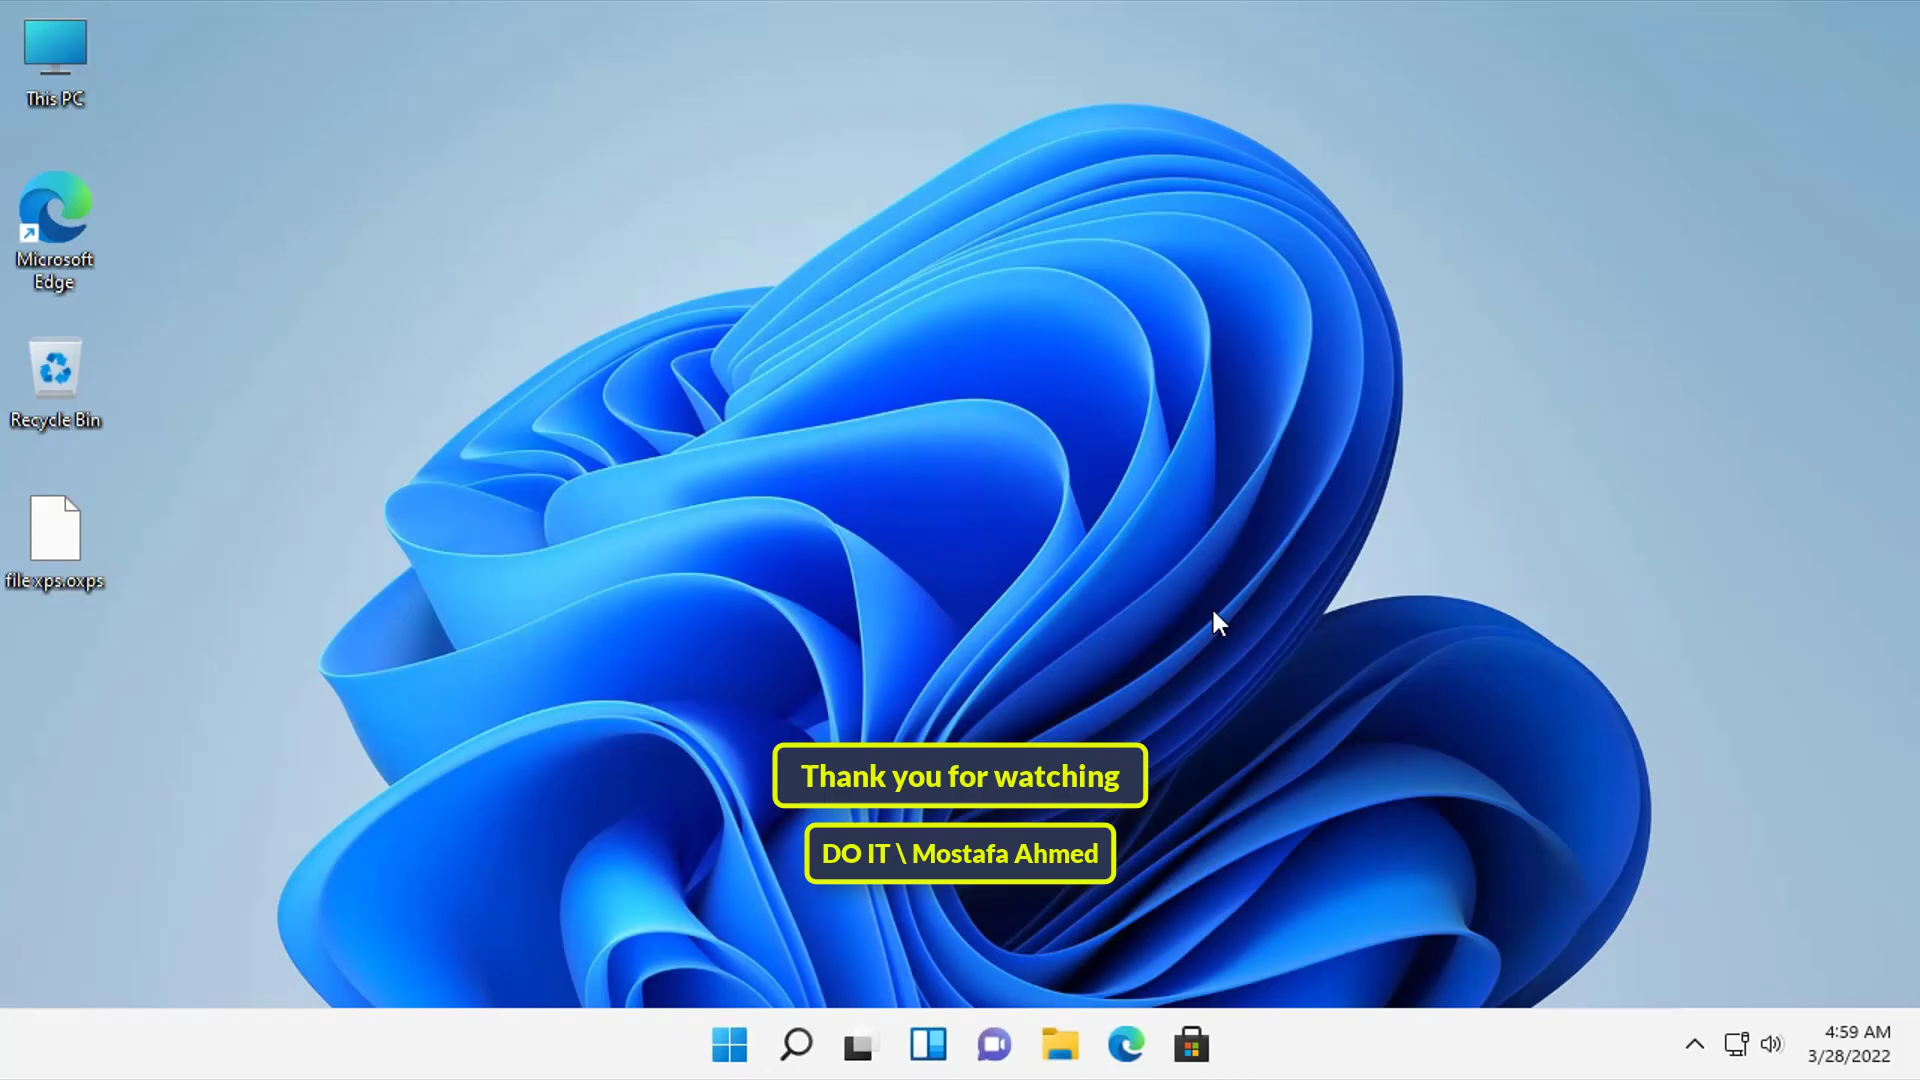 This PC
Microsoft
Edge
Recycle Bin
file xps.oxps
Thank you for watching
DO IT \ Mostafa Ahmed
4:59 AM
3/28/2022